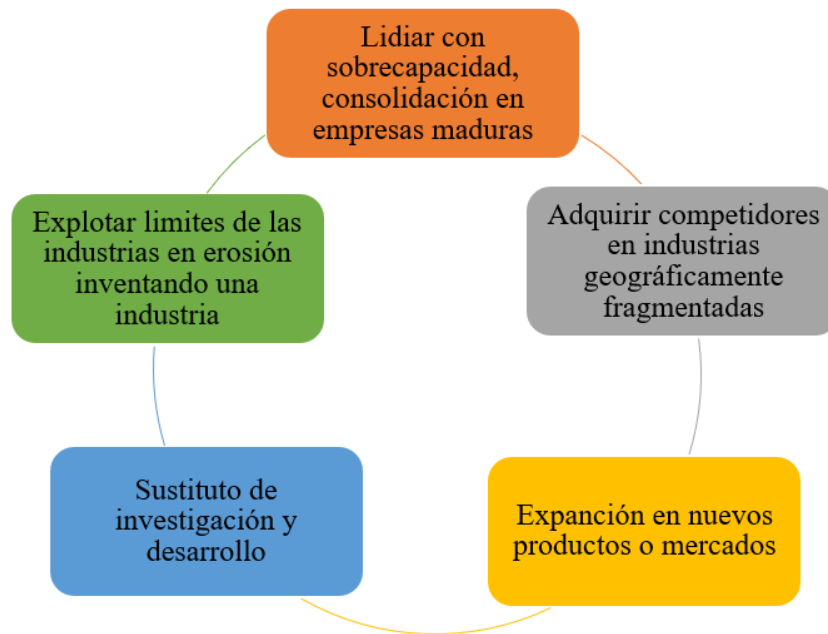 Lidiar con
sobrecapacidad,
consolidación en
empresas maduras
Adquirir competidores
en industrias
geográficamente
fragmentadas
Expanción en nuevos
productos o mercados
Sustituto de
investigación y
desarrollo
Explotar limites de las
industrias en erosión
inventando una
industria